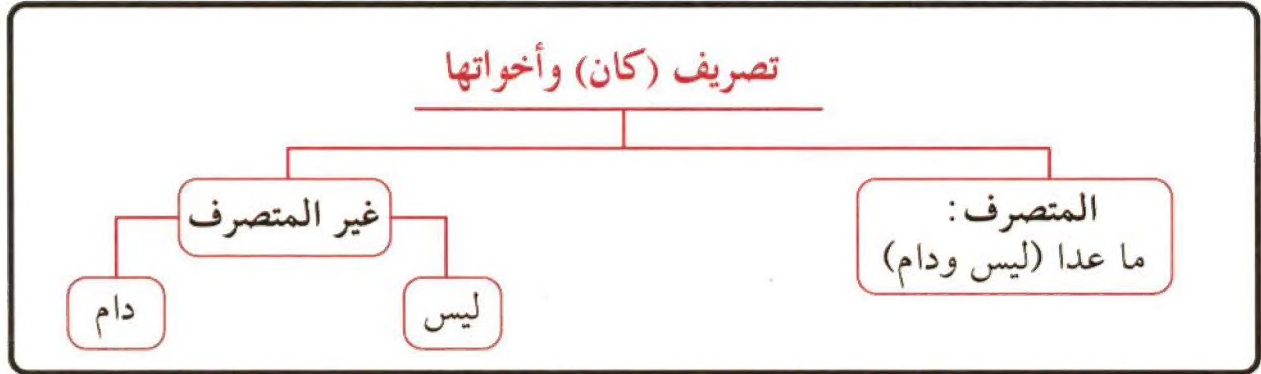 تصريف (كان) وأخواتها
المتصرف:
ما عدا (ليس ودام)
غير المتصرف
ليس
دام